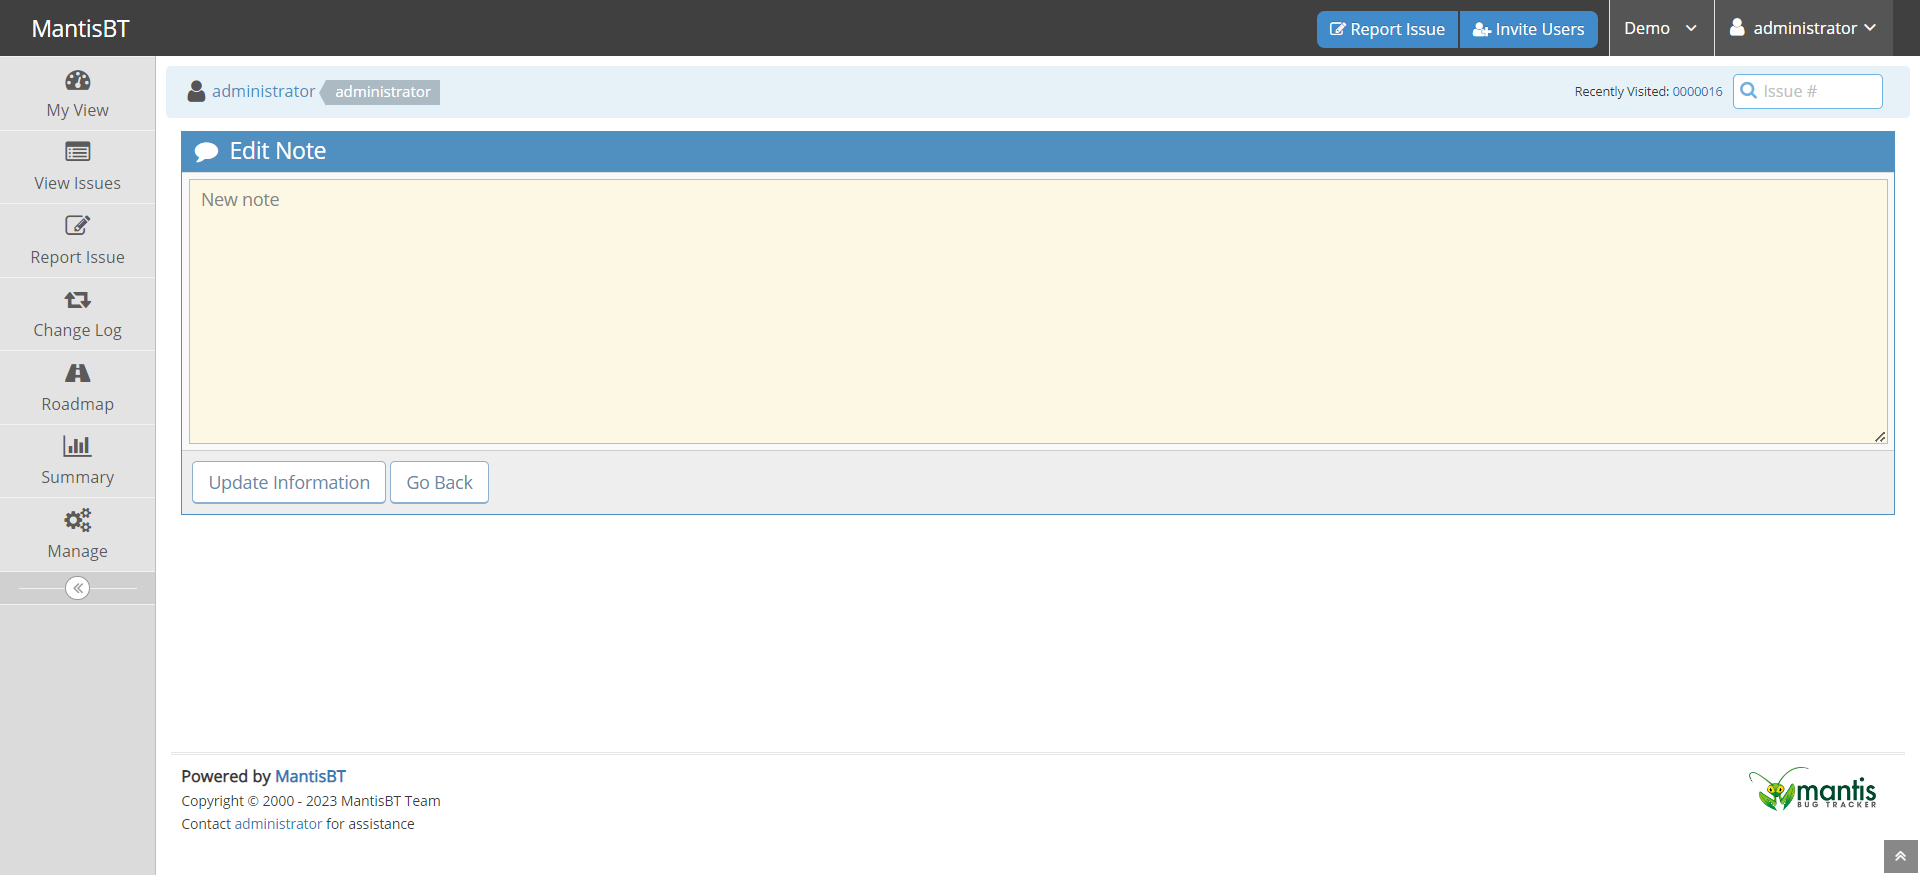 MantisBT
Report Issue
Invite Users
Demo
administrator
My View
View Issues
Report Issue
Change Log
Roadmap
Summary
Manage
administrator administrator
Recently Visited: 0000016
Issue #
Edit Note
New note
Update Information
Go Back
Powered by MantisBT
Copyright © 2000 - 2023 MantisBT Team
Contact administrator for assistance
mantis
BUG TRACKER